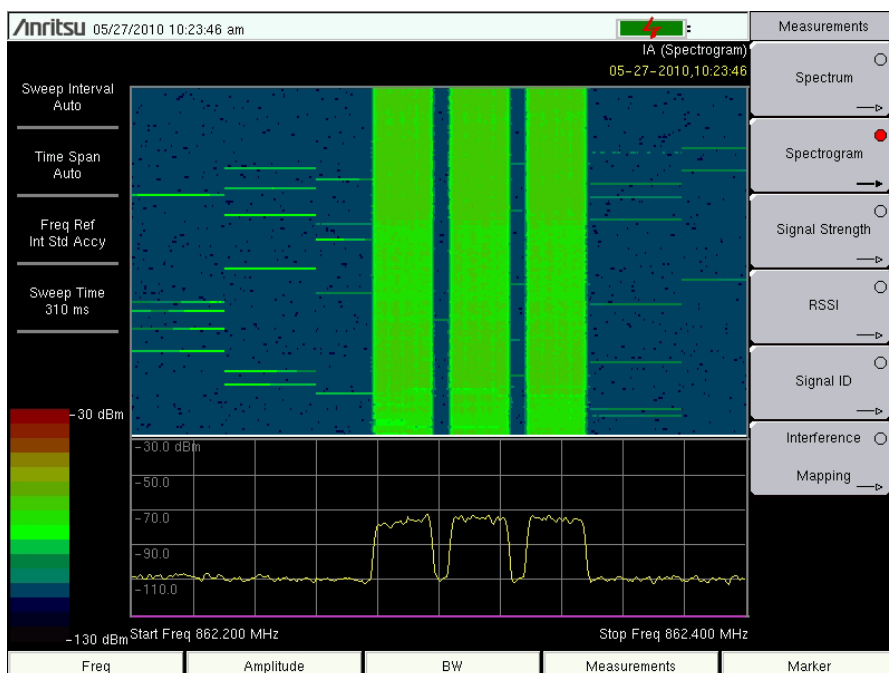 Anritsu 05/27/2010 10:23:46 am
IA (Spectrogram)
05-27-2010,10:23:46
Sweep Interval
Auto
Time Span
Auto
Freq Ref
Int Std Accy
Sweep Time
310 ms
-30 dBm
-130 dBm
-30.0 dBm
-50.0
-70.0
-90.0
-110.0
Start Freq 862.200 MHz
Stop Freq 862.400 MHz
Measurements
Spectrum
Spectrogram
Signal Strength
RSSI
Signal ID
Interference
Mapping
Freq
Amplitude
BW
Measurements
Marker